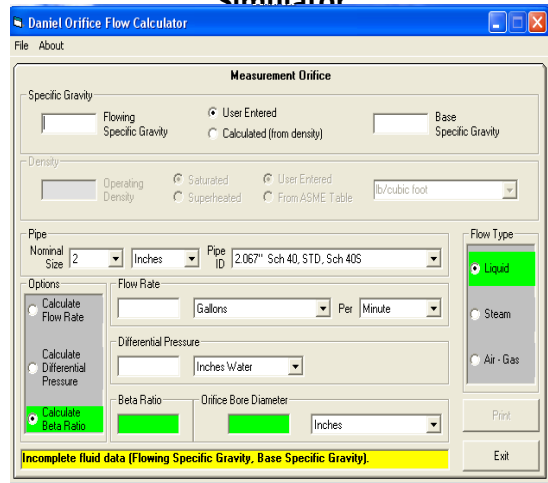 Simulator
Daniel Orifice Flow Calculator
File About
Measurement Orifice
Specific Gravity
Flowing Specific Gravity
User Entered
Calculated (from density)
Base Specific Gravity
Density
Operating Density
Saturated
Superheated
User Entered
From ASME Table
lb/cubic foot
Pipe
Nominal Size
2
Inches
Pipe ID
2.067" Sch 40, STD, Sch 40S
Flow Type
Liquid
Steam
Air - Gas
Options
Calculate Flow Rate
Calculate Differential Pressure
Calculate Beta Ratio
Flow Rate
Gallons
Per
Minute
Differential Pressure
Inches Water
Beta Ratio
Orifice Bore Diameter
Inches
Print
Exit
Incomplete fluid data (Flowing Specific Gravity, Base Specific Gravity).